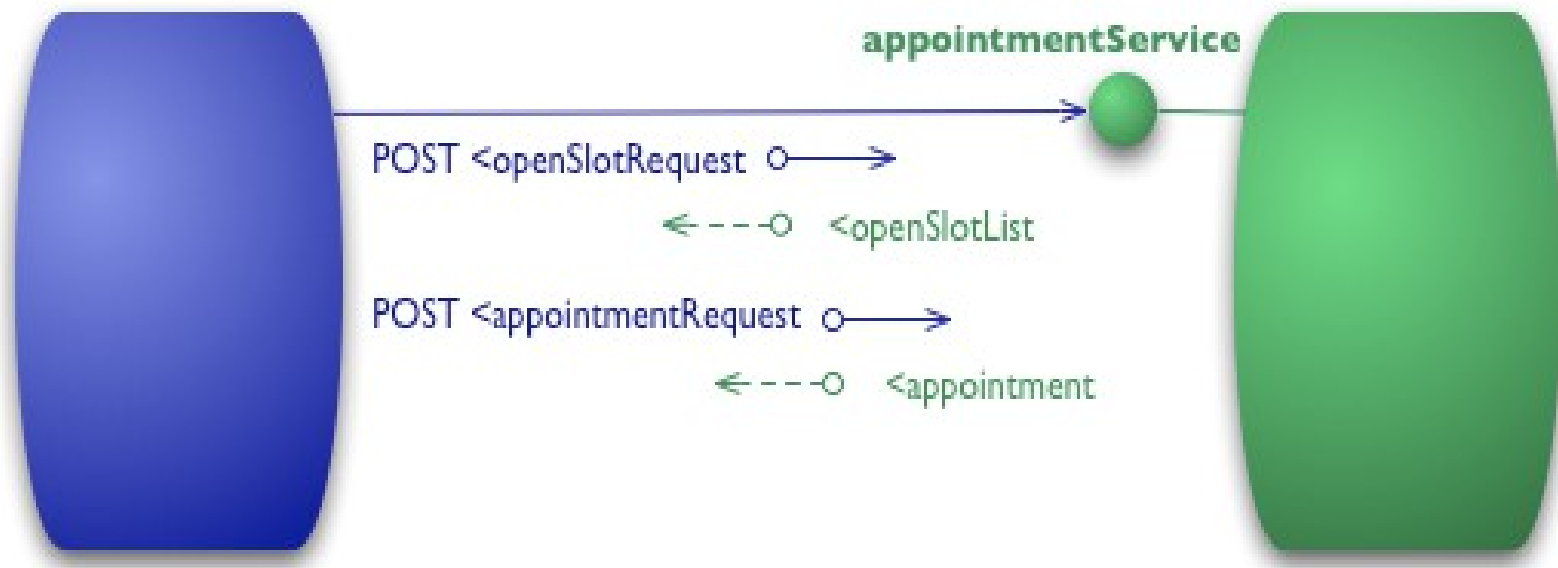 appointmentService
POST <openSlotRequest
<openSlotList
POST <appointmentRequest
<appointment